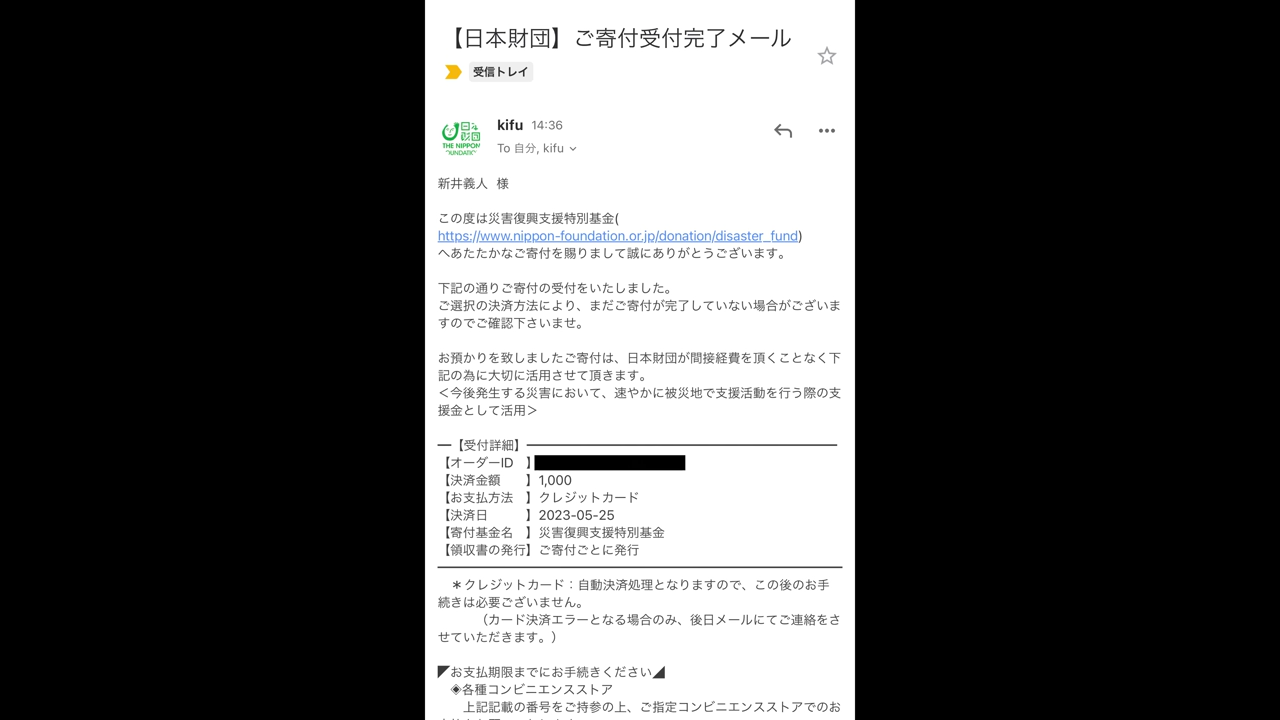 【日本財団】ご寄付受付完了メール
受信トレイ
日本財団
THE NIPPON
FOUNDATION
kifu 14:36
To 自分, kifu
新井義人 様
この度は災害復興支援特別基金(
https://www.nippon-foundation.or.jp/donation/disaster_fund)
へあたたかなご寄付を賜りまして誠にありがとうございます。
下記の通りご寄付の受付をいたしました。
ご選択の決済方法により、まだご寄付が完了していない場合がございま
すのでご確認下さいませ。
お預かりを致しましたご寄付は、日本財団が間接経費を頂くことなく下
記の為に大切に活用させて頂きます。
＜今後発生する災害において、速やかに被災地で支援活動を行う際の支
援金として活用＞
━【受付詳細】━━━━━━━━━━━━━━━━━━━━━━━━━
【オーダーID 】
【決済金額 】1,000
【お支払方法 】クレジットカード
【決済日 】2023-05-25
【寄付基金名 】災害復興支援特別基金
【領収書の発行】ご寄付ごとに発行
＊クレジットカード：自動決済処理となりますので、この後のお手
続きは必要ございません。
（カード決済エラーとなる場合のみ、後日メールにてご連絡をさ
せていただきます。）
◤お支払期限までにお手続きください◢
◈各種コンビニエンスストア
上記記載の番号をご持参の上、ご指定コンビニエンスストアでのお